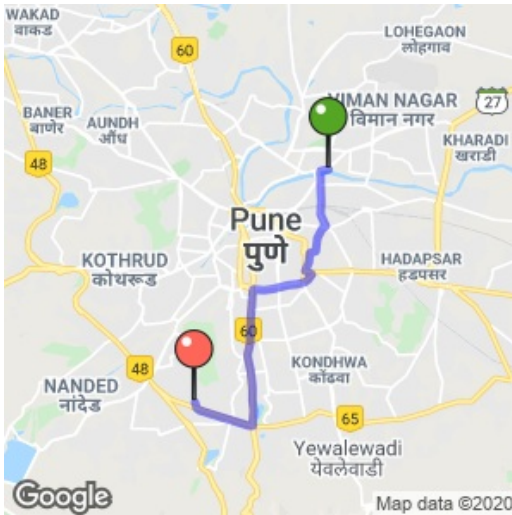 WAKAD
वाकड
60
LOHEGAON
लोहगाव
VIMAN NAGAR
विमान नगर
27
BANER
बाणेर
AUNDH
औंध
KHARADI
खराडी
48
Pune
पुणे
KOTHRUD
कोथरूड
HADAPSAR
हडपसर
60
48
KONDHWA
कोंढवा
NANDED
नांदेड
65
Yewalewadi
येवलेवाडी
Google
Map data ©2020